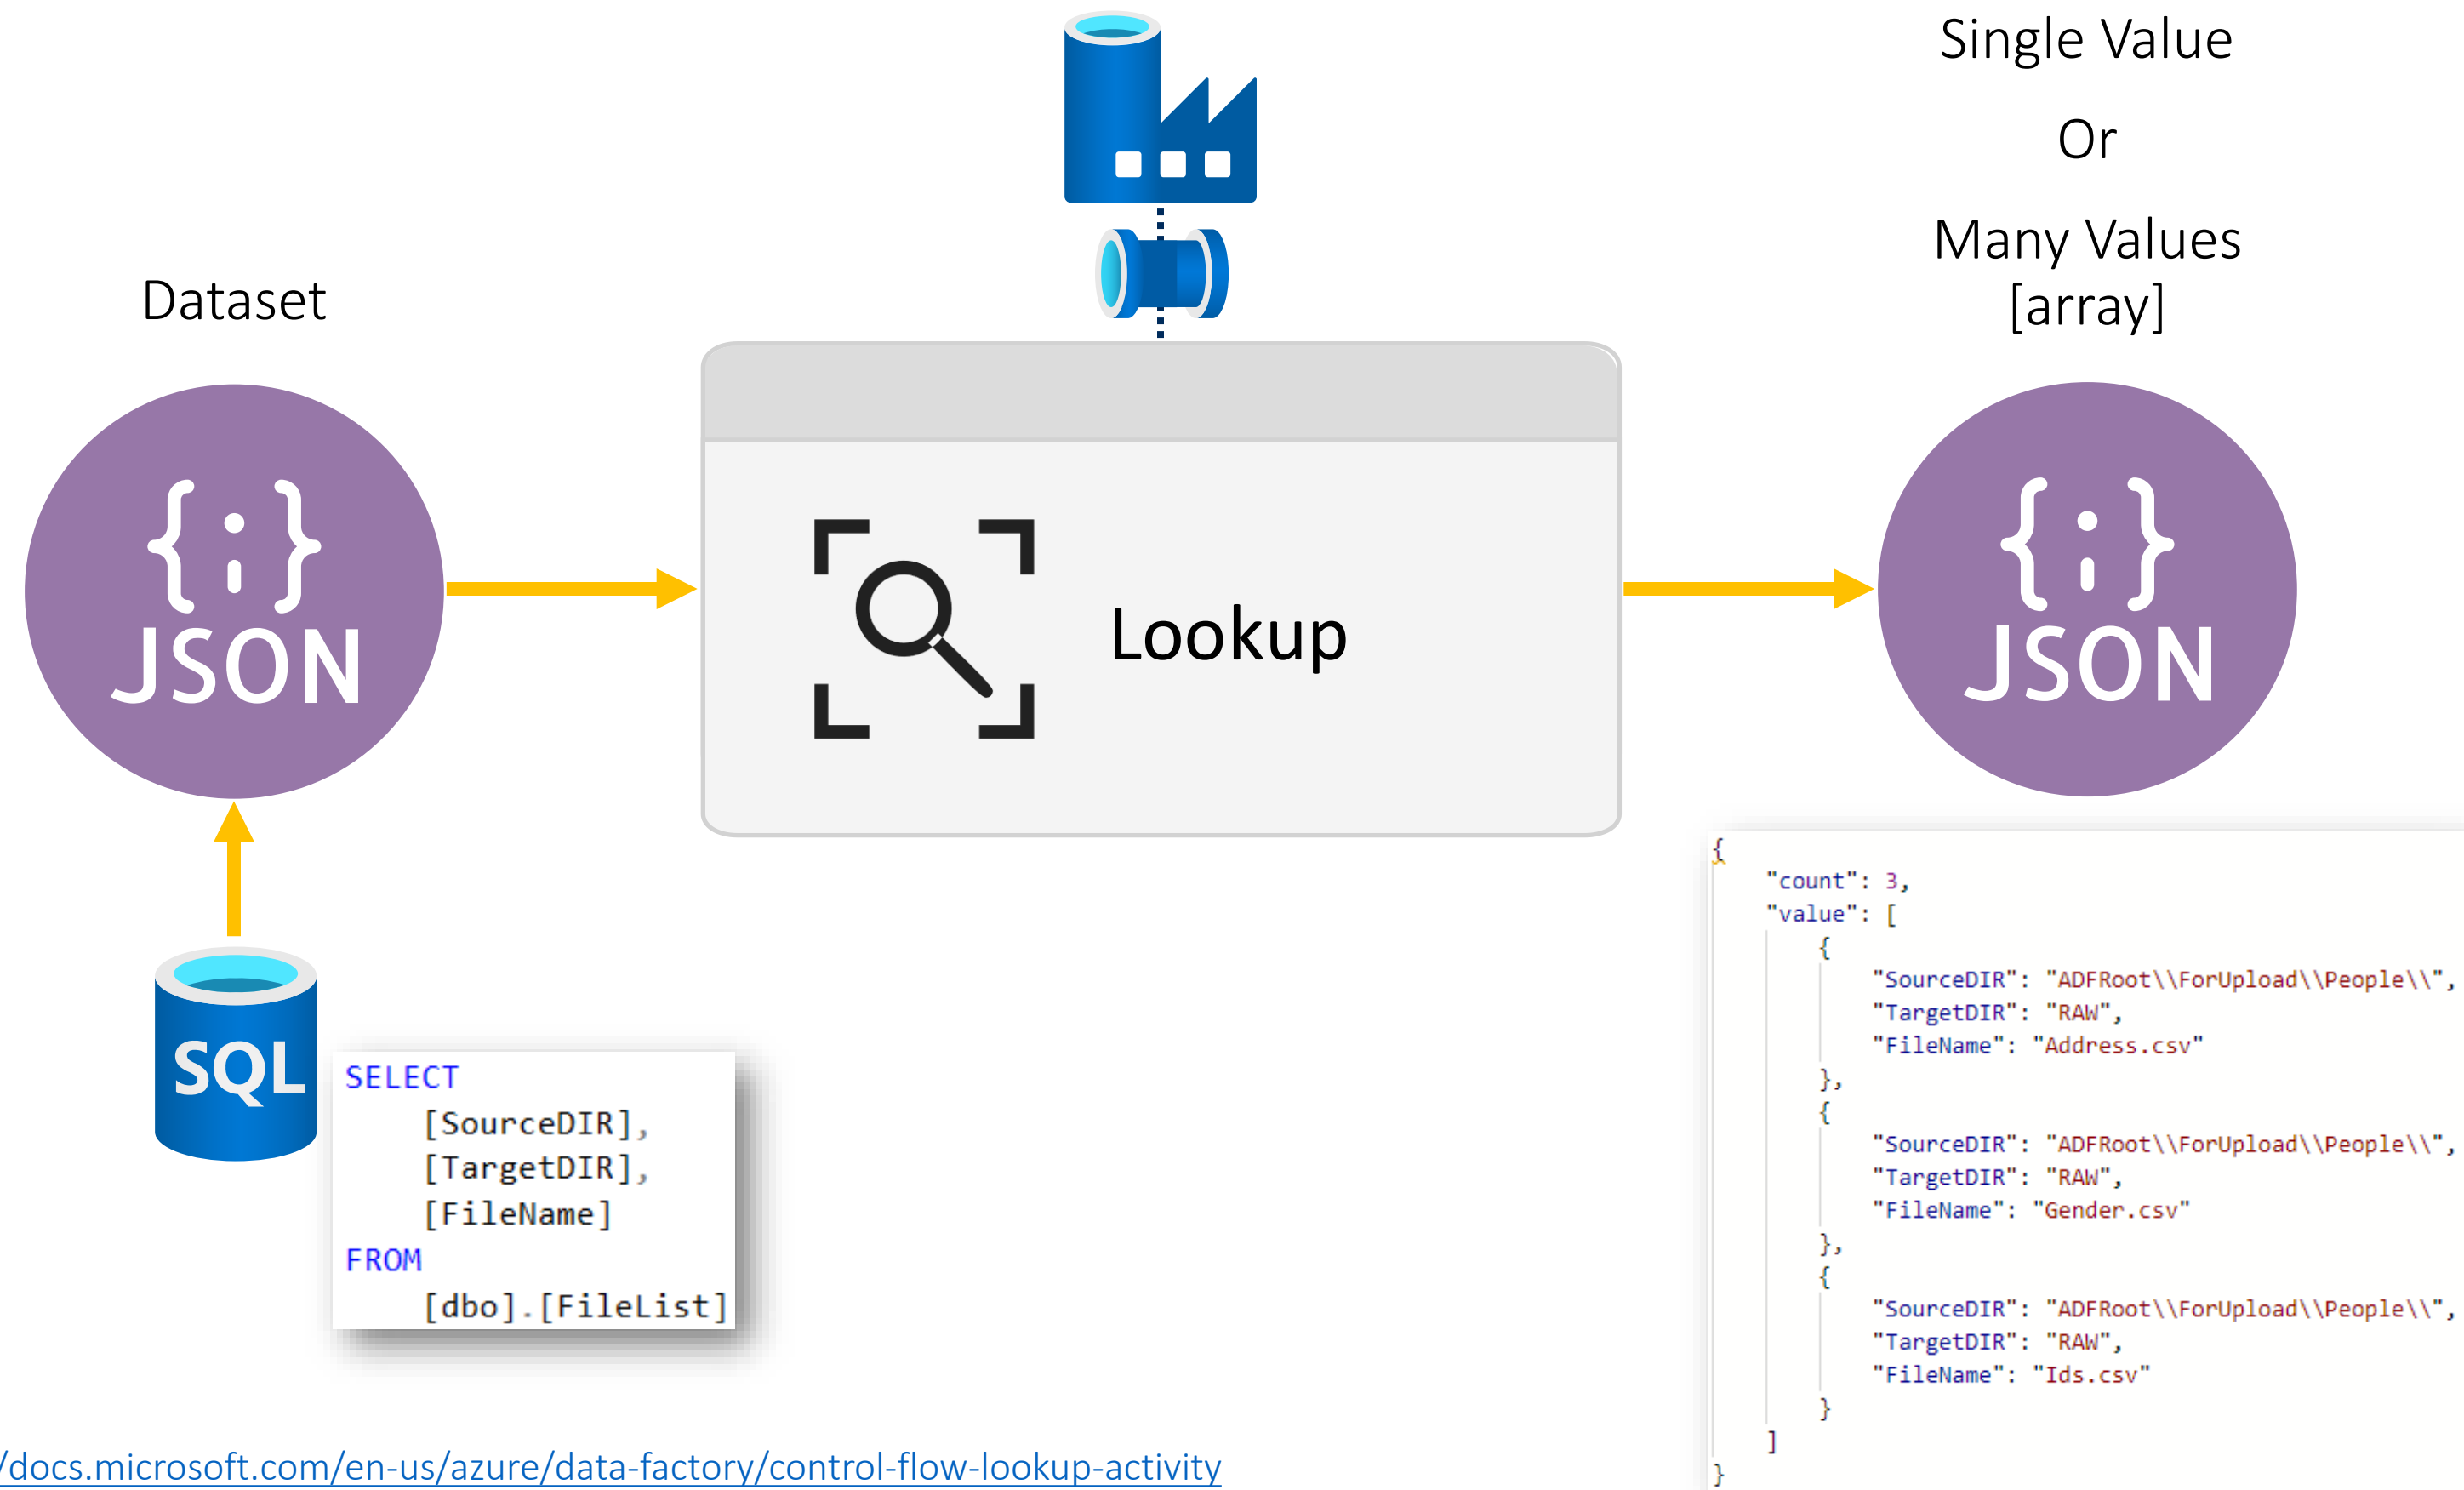 Single Value
Or
Many Values
[array]
Dataset
JSON
Lookup
JSON
SQL
SELECT
[SourceDIR],
[TargetDIR],
[FileName]
FROM
[dbo].[FileList]
{
"count": 3,
"value": [
{
"SourceDIR": "ADFRoot\\ForUpload\\People\\",
"TargetDIR": "RAW",
"FileName": "Address.csv"
},
{
"SourceDIR": "ADFRoot\\ForUpload\\People\\",
"TargetDIR": "RAW",
"FileName": "Gender.csv"
},
{
"SourceDIR": "ADFRoot\\ForUpload\\People\\",
"TargetDIR": "RAW",
"FileName": "Ids.csv"
}
]
}
/docs.microsoft.com/en-us/azure/data-factory/control-flow-lookup-activity